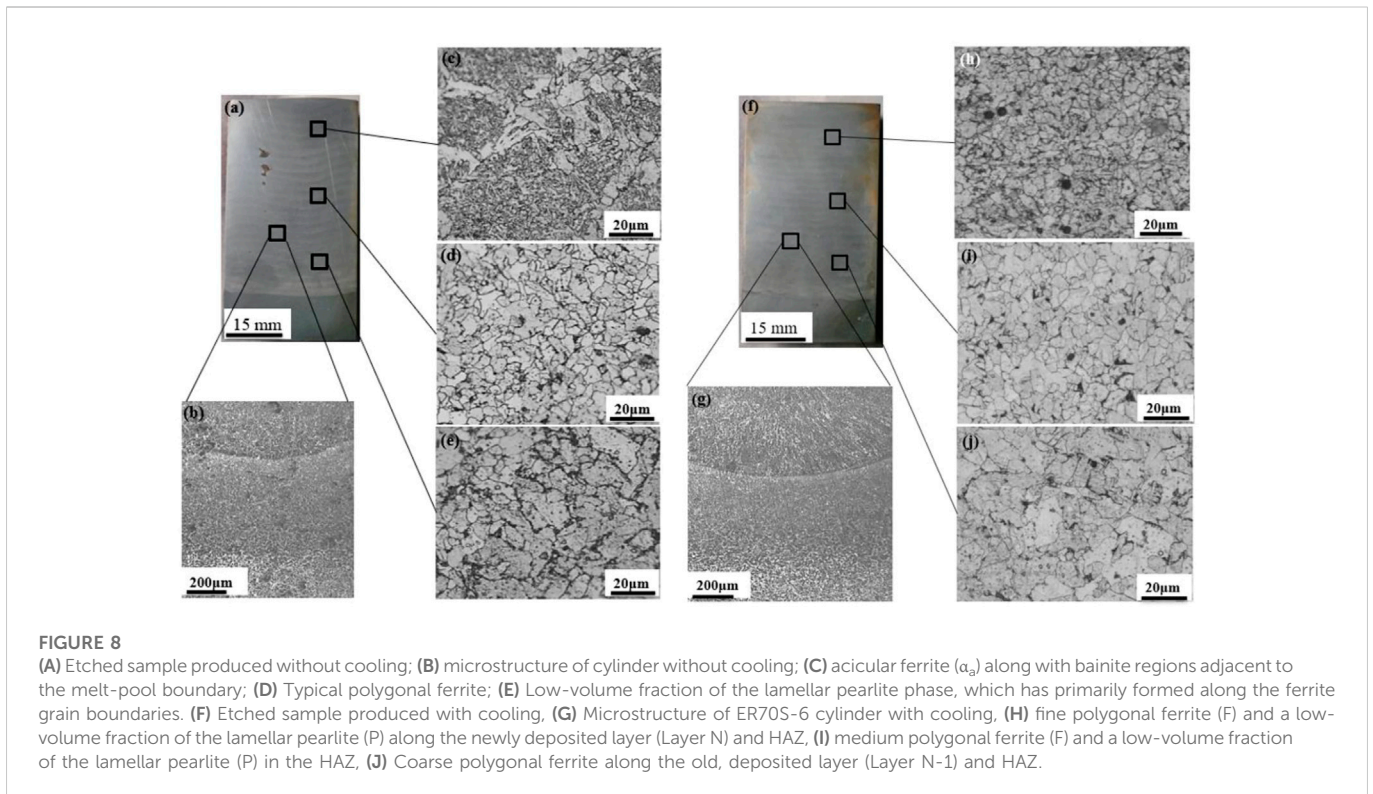 (a)
15 mm
(b)
200μm
(c)
20μm
(d)
20μm
(e)
20μm
(f)
15 mm
(g)
200μm
(h)
20μm
(i)
20μm
(j)
20μm
FIGURE 8
(A) Etched sample produced without cooling; (B) microstructure of cylinder without cooling; (C) acicular ferrite (αa) along with bainite regions adjacent to
the melt-pool boundary; (D) Typical polygonal ferrite; (E) Low-volume fraction of the lamellar pearlite phase, which has primarily formed along the ferrite
grain boundaries. (F) Etched sample produced with cooling, (G) Microstructure of ER70S-6 cylinder with cooling, (H) fine polygonal ferrite (F) and a low-
volume fraction of the lamellar pearlite (P) along the newly deposited layer (Layer N) and HAZ, (I) medium polygonal ferrite (F) and a low-volume fraction
of the lamellar pearlite (P) in the HAZ, (J) Coarse polygonal ferrite along the old, deposited layer (Layer N-1) and HAZ.